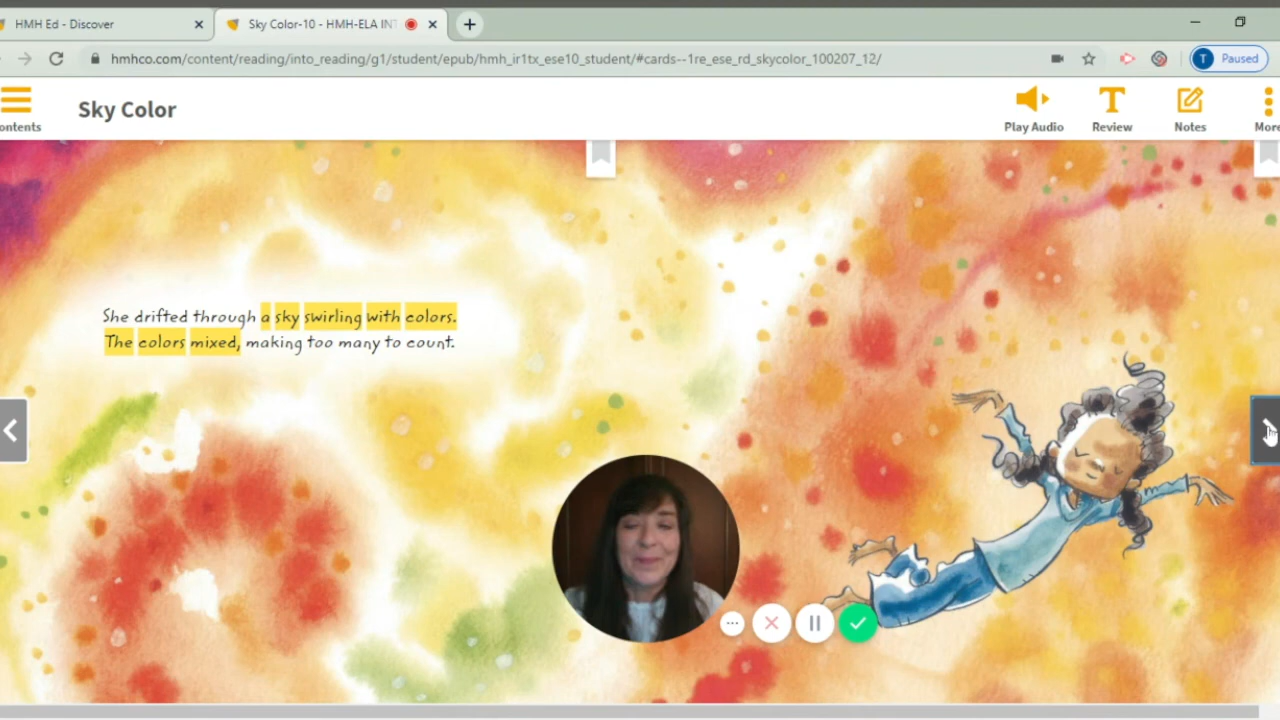 HMH Ed - Discover
Sky Color-10 - HMH-ELA INT
hmhco.com/content/reading/into_reading/g1/student/epub/hmh_ir1tx_ese10_student/#cards--1re_ese_rd_skycolor_100207_12/
T Paused
ontents
Sky Color
Play Audio
Review
Notes
More
She drifted through a sky swirling with colors.
The colors mixed, making too many to count.